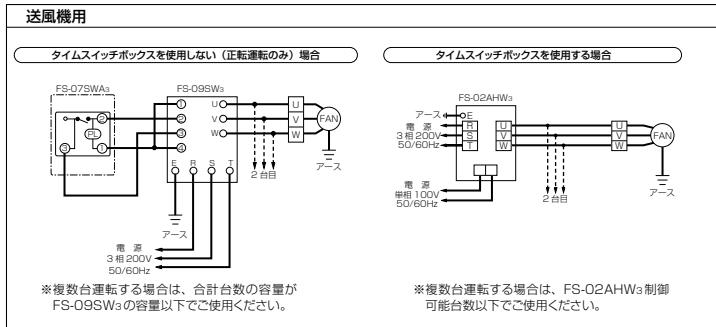 送風機用
タイムスイッチボックスを使用しない（正転運転のみ）場合
FS-07SWA3
FS-09SW3
② PL ③ ①
① ② ③ ④
U V W
E R S T
U V W
FAN
アース
2台目
アース
電 源
3相200V
50/60Hz
※複数台運転する場合は、合計台数の容量が
FS-09SW3の容量以下でご使用ください。
タイムスイッチボックスを使用する場合
FS-02AHW3
アース E
電 源
3相200V
50/60Hz
R S T
U V W
U V W
FAN
アース
2台目
電 源
単相100V
50/60Hz
※複数台運転する場合は、FS-02AHW3制御
可能台数以下でご使用ください。